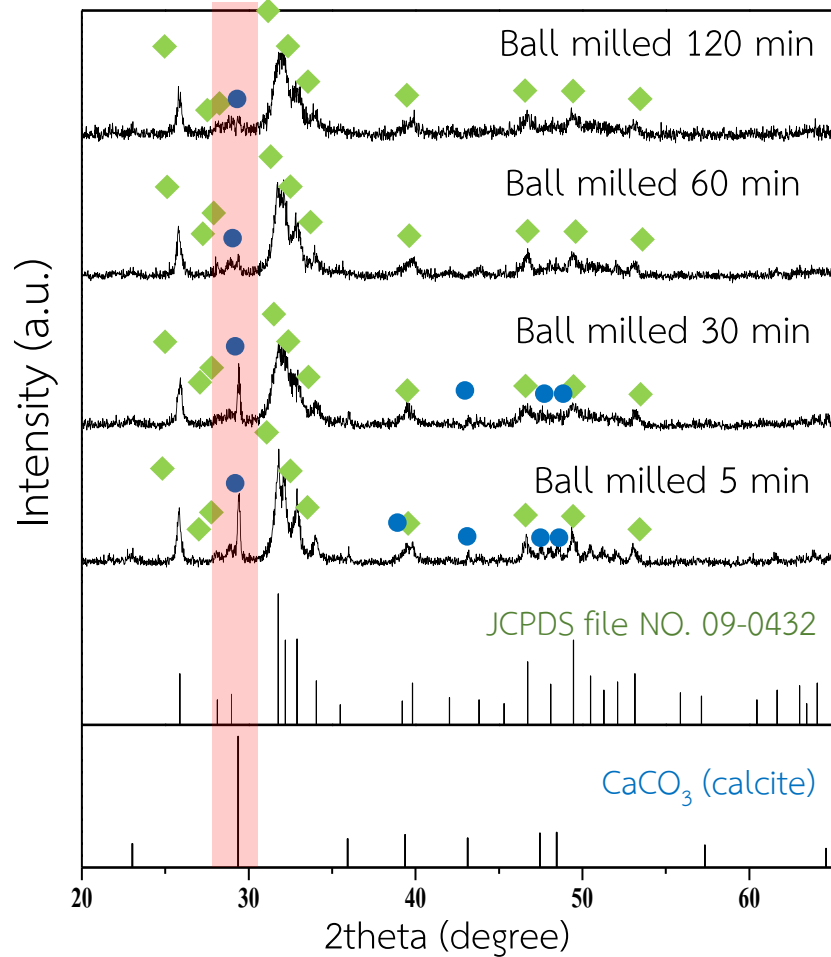 Ball milled 120 min
Ball milled 60 min
Ball milled 30 min
Ball milled 5 min
JCPDS file NO. 09-0432
CaCO₃ (calcite)
Intensity (a.u.)
20 30 40 50 60
2theta (degree)